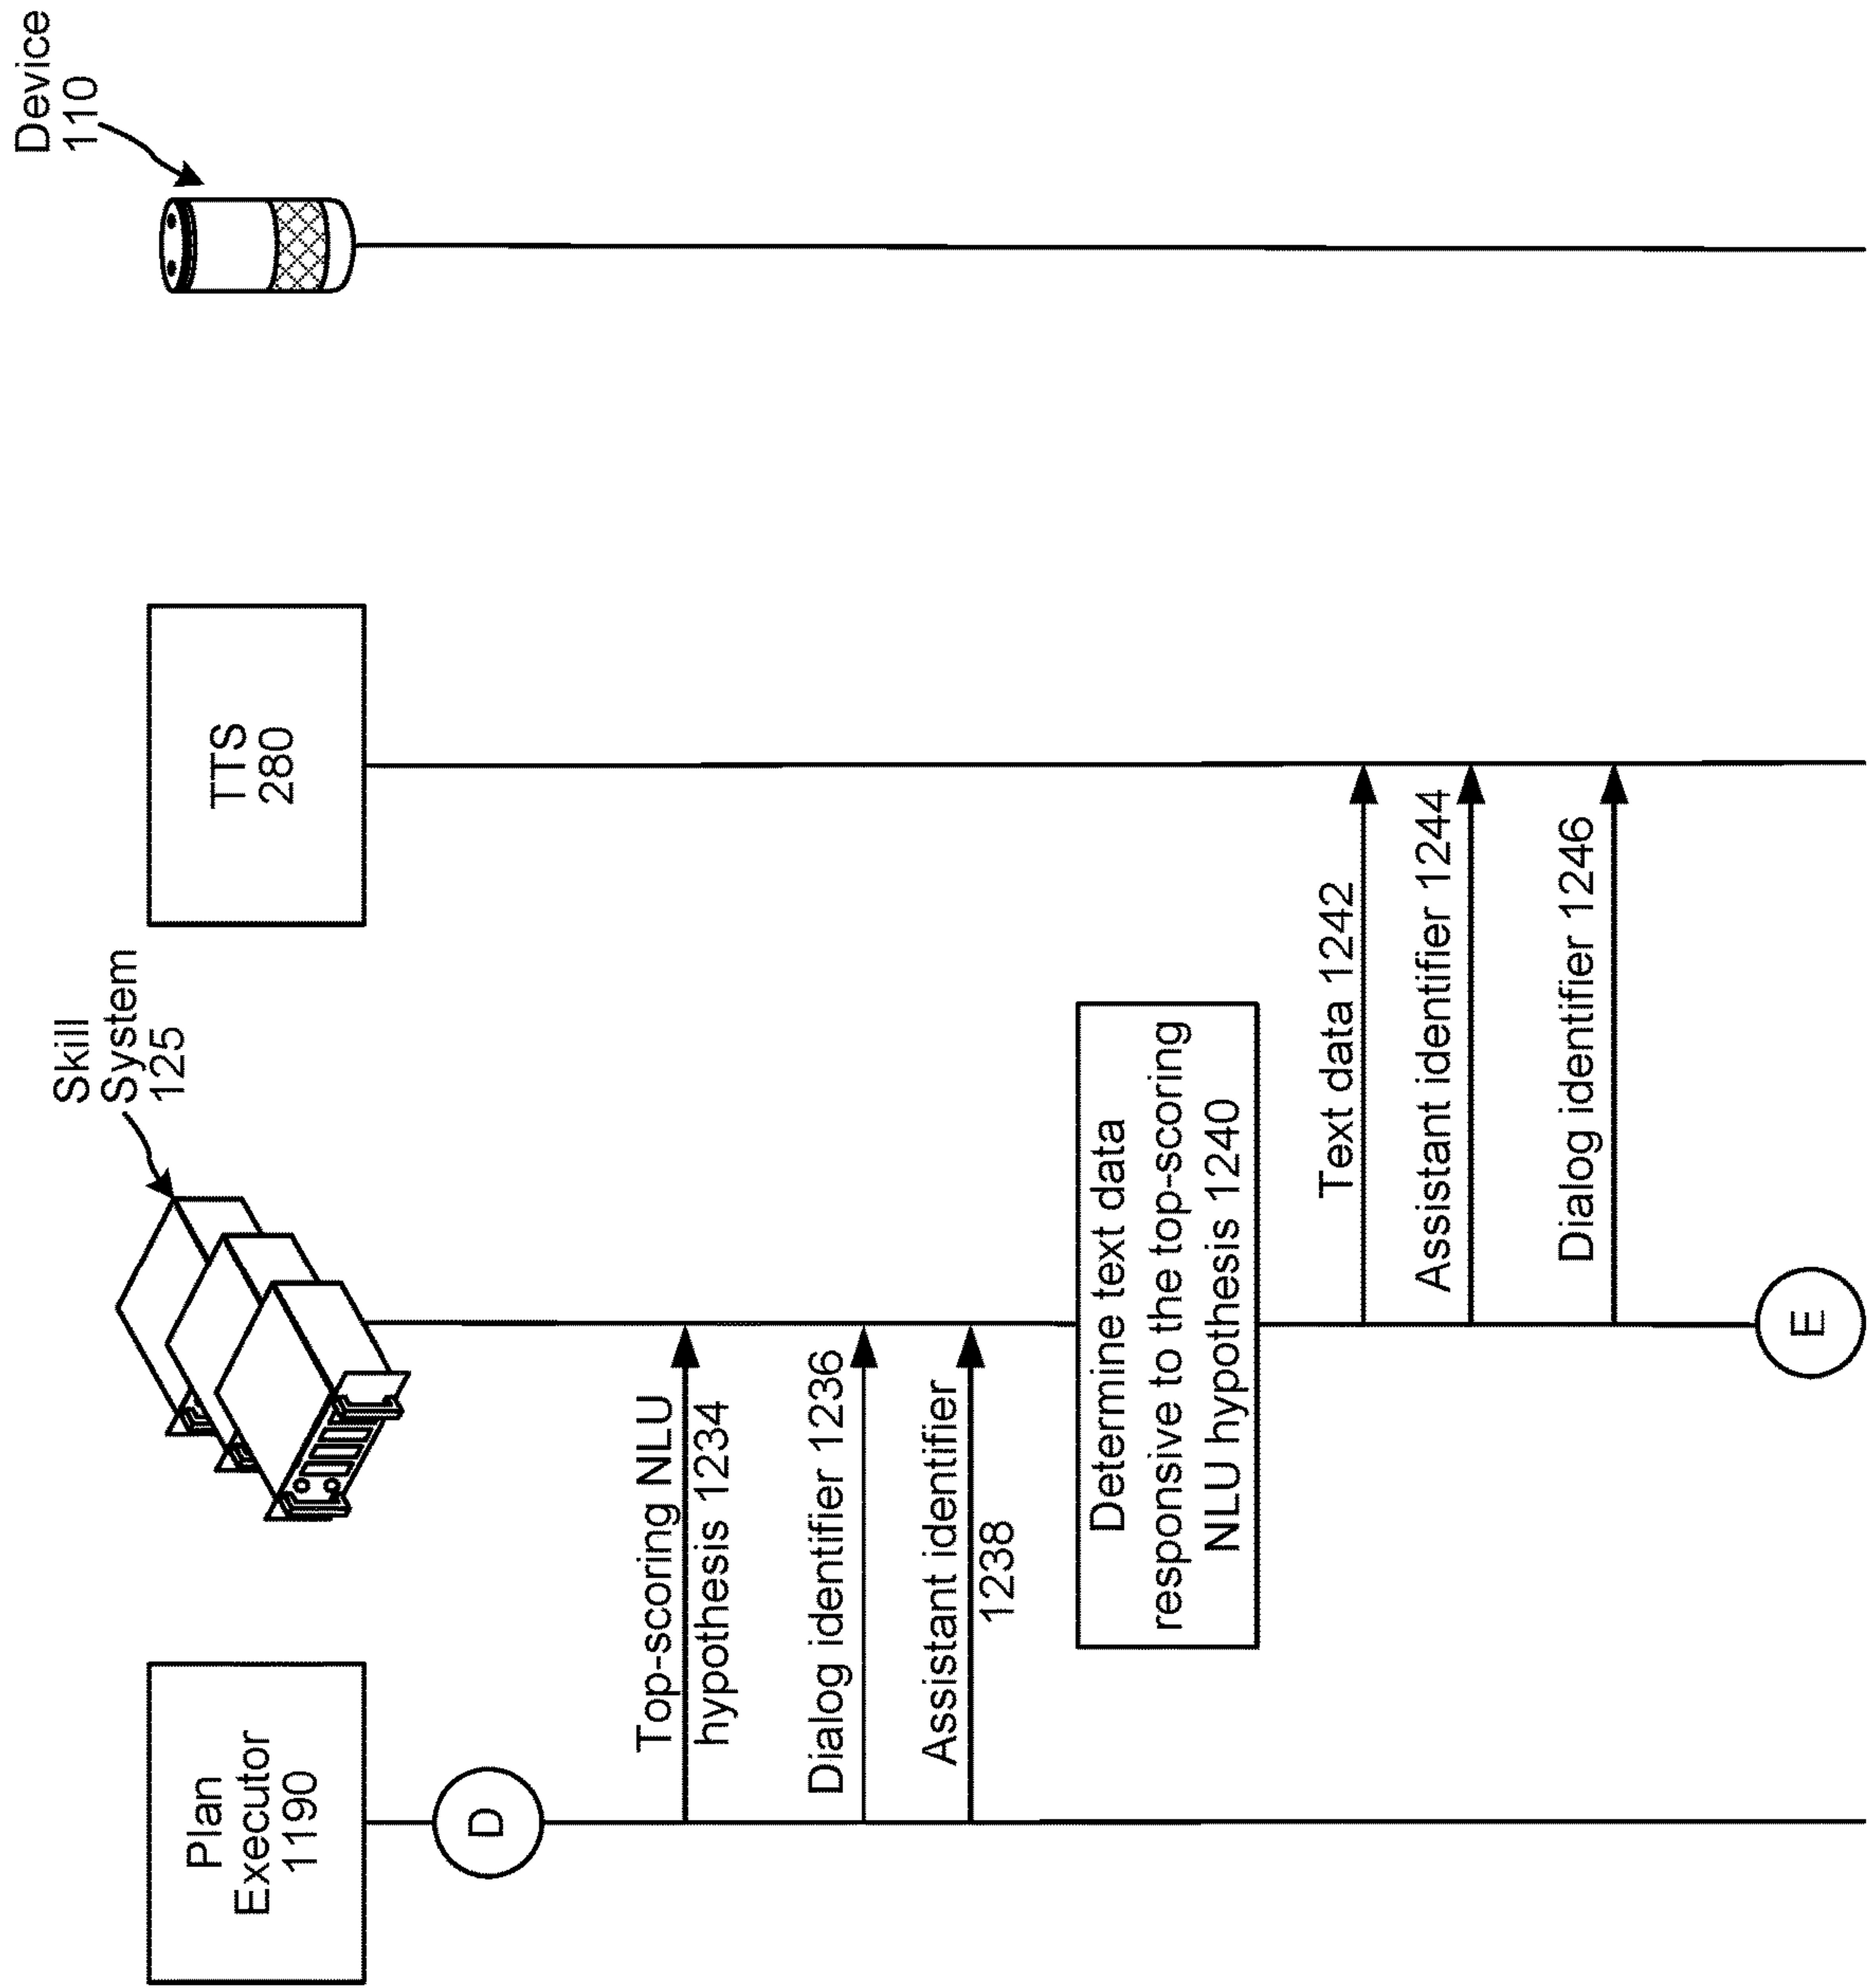 Plan
Executor
1190
Skill
System
125
TTS
280
Device
110
D
Top-scoring NLU
hypothesis 1234
Dialog identifier 1236
Assistant identifier
1238
Determine text data
responsive to the top-scoring
NLU hypothesis 1240
Text data 1242
Assistant identifier 1244
Dialog identifier 1246
E